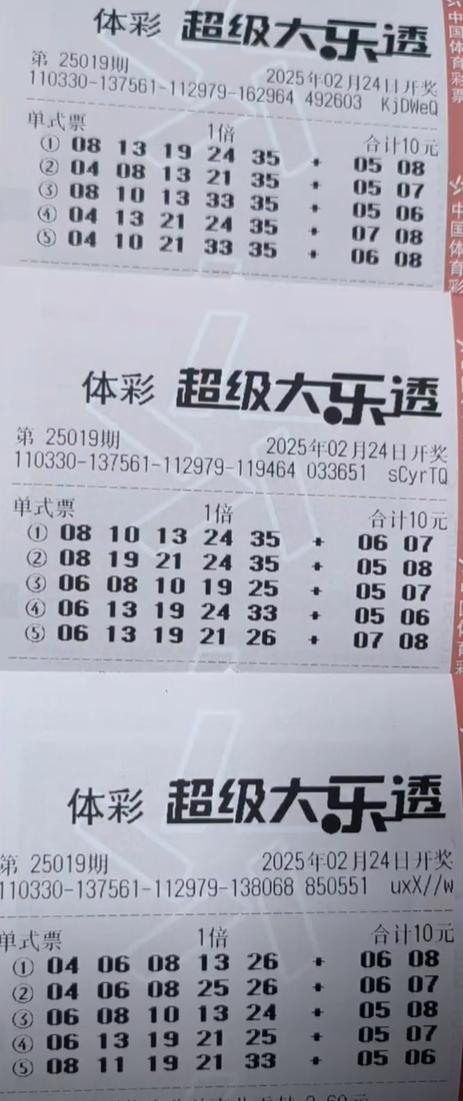 体彩 超级大乐透
第 25019期 2025年02月24日开奖
110330-137561-112979-162964 492603 KjDWeQ
单式票 1倍 合计10元
① 08 13 19 24 35 + 05 08
② 04 08 13 21 35 + 05 07
③ 08 10 13 33 35 + 05 06
④ 04 13 21 24 35 + 07 08
⑤ 04 10 21 33 35 + 06 08
中国体育彩票
中国体育彩
体彩 超级大乐透
第 25019期 2025年02月24日开奖
110330-137561-112979-119464 033651 sCyrTQ
单式票 1倍 合计10元
① 08 10 13 24 35 + 06 07
② 08 19 21 24 35 + 05 08
③ 06 08 10 19 25 + 05 07
④ 06 13 19 24 33 + 05 06
⑤ 06 13 19 21 26 + 07 08
体彩 超级大乐透
第 25019期 2025年02月24日开奖
110330-137561-112979-138068 850551 uxX//w
单式票 1倍 合计10元
① 04 06 08 13 26 + 06 08
② 04 06 08 25 26 + 06 07
③ 06 08 10 13 24 + 05 08
④ 06 13 19 21 25 + 05 07
⑤ 08 11 19 21 33 + 05 06